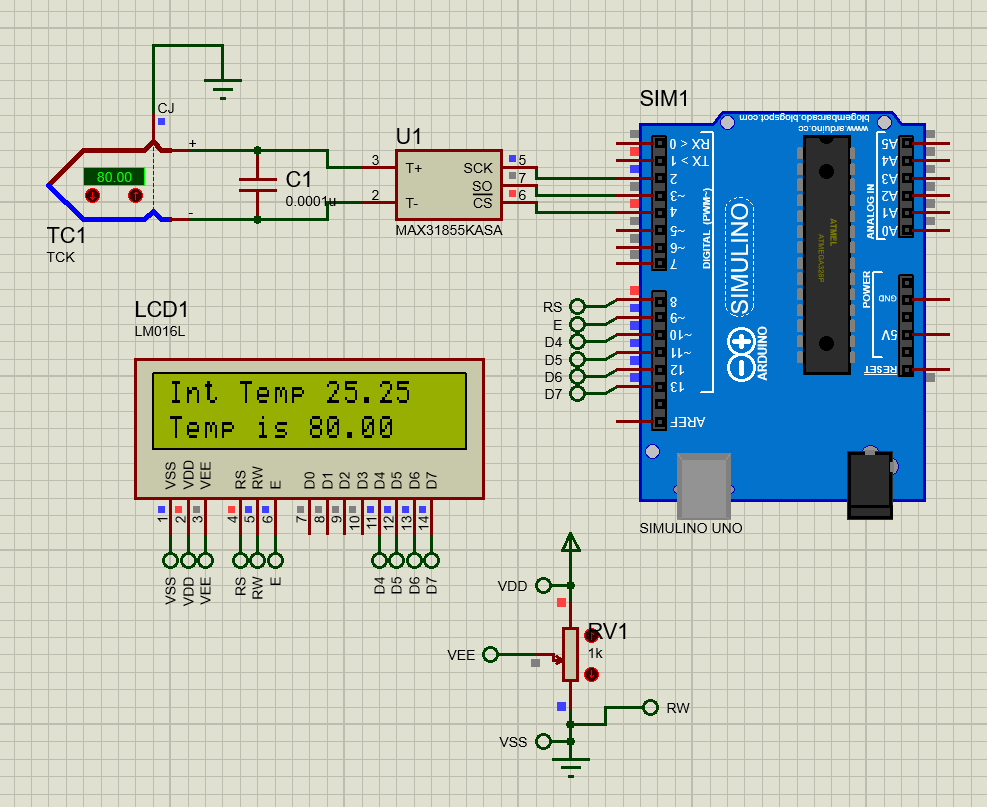 CJ
+
80.00
-
TC1
TCK
C1
0.0001u
U1
3
2
T+
T-
SCK
SO
CS
5
7
6
MAX31855KASA
SIM1
blogembarcado.blogspot.com
www.arduino.cc
RX < 0
TX > 1
2
~3
4
~5
~6
7
DIGITAL (PWM~)
SIMULINO
ARDUINO
ATMEL
ATMEGA328P
A5
A4
A3
A2
A1
A0
ANALOG IN
8
~9
~10
~11
12
13
AREF
POWER
GND
5V
RESET
SIMULINO UNO
RS
E
D4
D5
D6
D7
LCD1
LM016L
Int Temp 25.25
Temp is 80.00
VSS
VDD
VEE
RS
RW
E
D0
D1
D2
D3
D4
D5
D6
D7
1
2
3
4
5
6
7
8
9
10
11
12
13
14
VSS
VDD
VEE
RS
RW
E
D4
D5
D6
D7
VDD
RV1
1k
VEE
RW
VSS